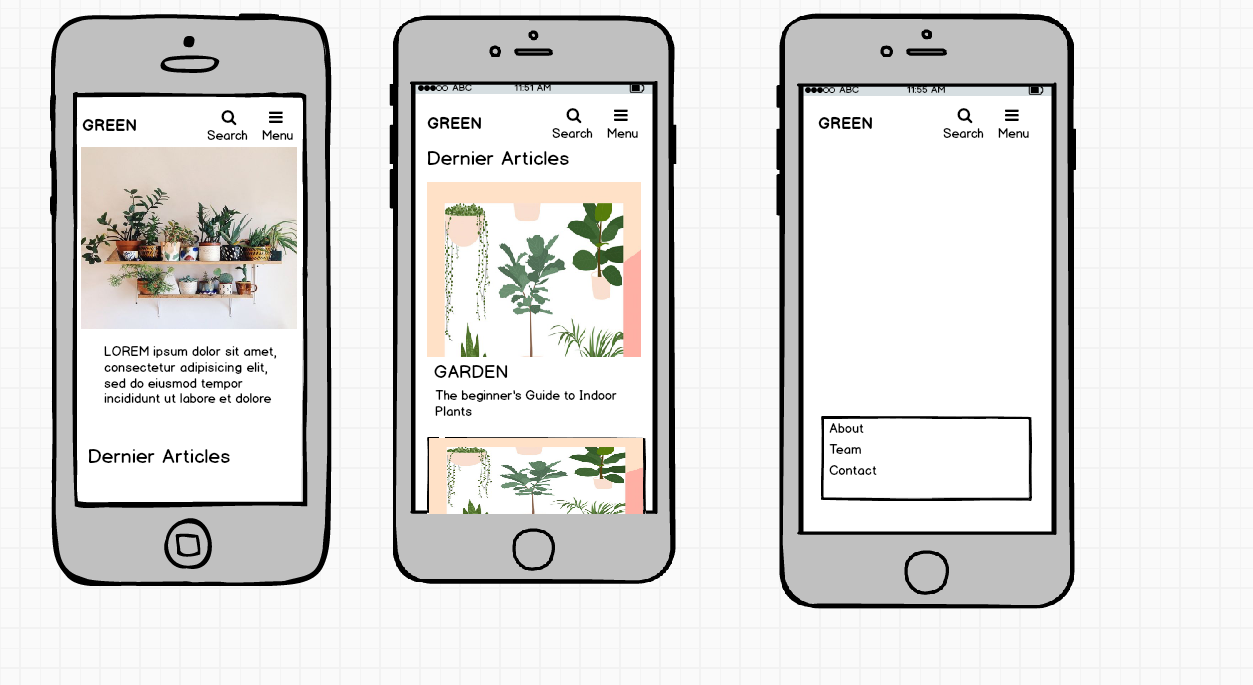 GREEN
Search Menu
LOREM ipsum dolor sit amet,
consectetur adipisicing elit,
sed do eiusmod tempor
incididunt ut labore et dolore
Dernier Articles
ABC 11:51 AM
GREEN
Search Menu
Dernier Articles
GARDEN
The beginner's Guide to Indoor
Plants
ABC 11:55 AM
GREEN
Search Menu
About
Team
Contact